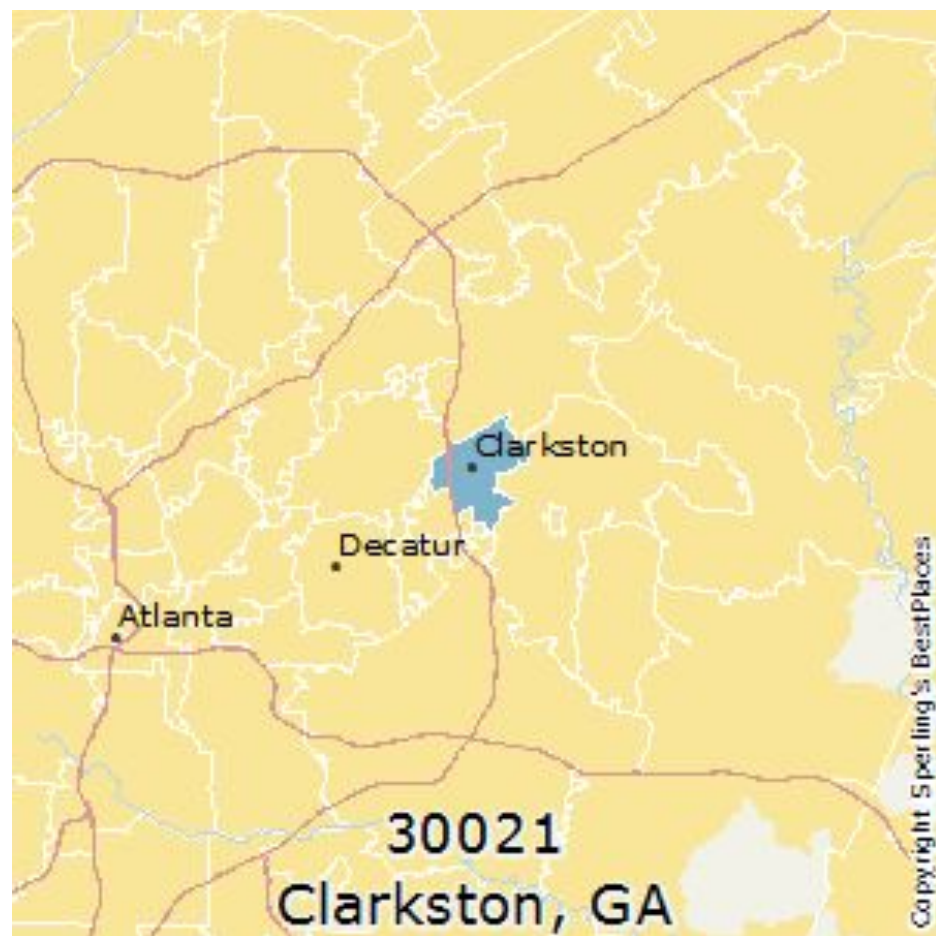 Clarkston
Decatur
Atlanta
30021
Clarkston, GA
Copyright Sperling's BestPlaces